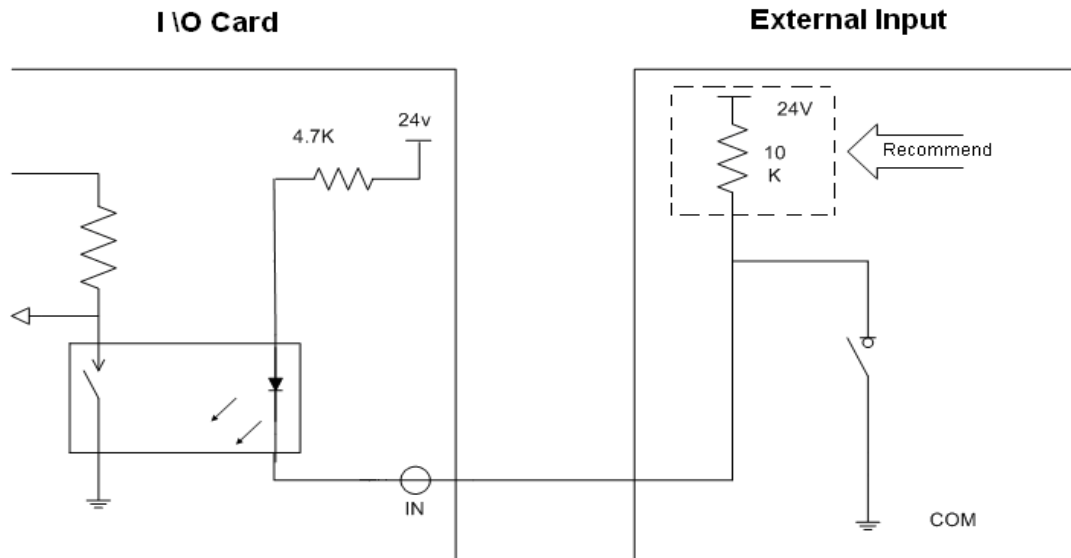 I \O Card
External Input
4.7K
24v
24V
10
K
Recommend
IN
COM